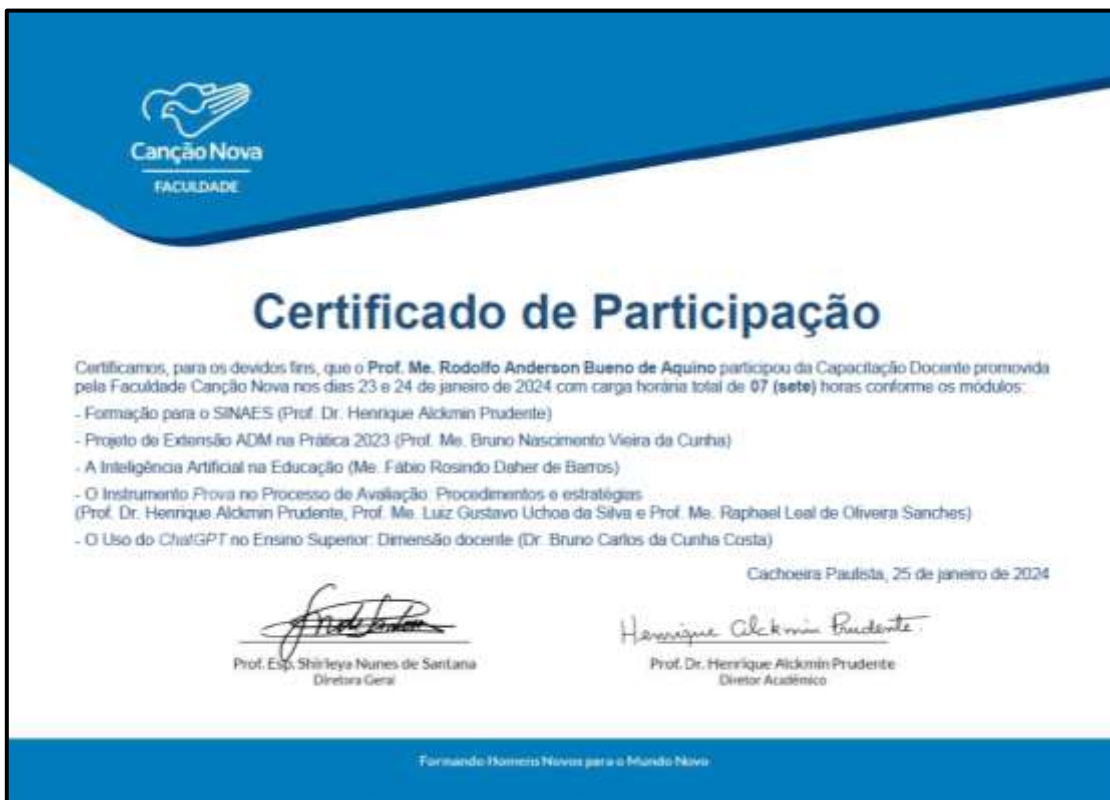 Canção Nova
FACULDADE
Certificado de Participação
Certificamos, para os devidos fins, que o Prof. Me. Rodolfo Anderson Bueno de Aquino participou da Capacitação Docente promovida
pela Faculdade Canção Nova nos dias 23 e 24 de janeiro de 2024 com carga horária total de 07 (sete) horas conforme os módulos:
- Formação para o SINAES (Prof. Dr. Henrique Alckmin Prudente)
- Projeto de Extensão ADM na Prática 2023 (Prof. Me. Bruno Nascimento Vieira da Cunha)
- A Inteligência Artificial na Educação (Me. Fábio Rosindo Daher de Barros)
- O Instrumento Prova no Processo de Avaliação: Procedimentos e estratégias
(Prof. Dr. Henrique Alckmin Prudente, Prof. Me. Luiz Gustavo Uchoa da Silva e Prof. Me. Raphael Leal de Oliveira Sanches)
- O Uso do ChatGPT no Ensino Superior: Dimensão docente (Dr. Bruno Carlos da Cunha Costa)
Cachoeira Paulista, 25 de janeiro de 2024
Henrique Alckmin Prudente.
Prof. Esp. Shirleya Nunes de Santana
Diretora Geral
Prof. Dr. Henrique Alckmin Prudente
Diretor Acadêmico
Formando Homens Novos para o Mundo Novo